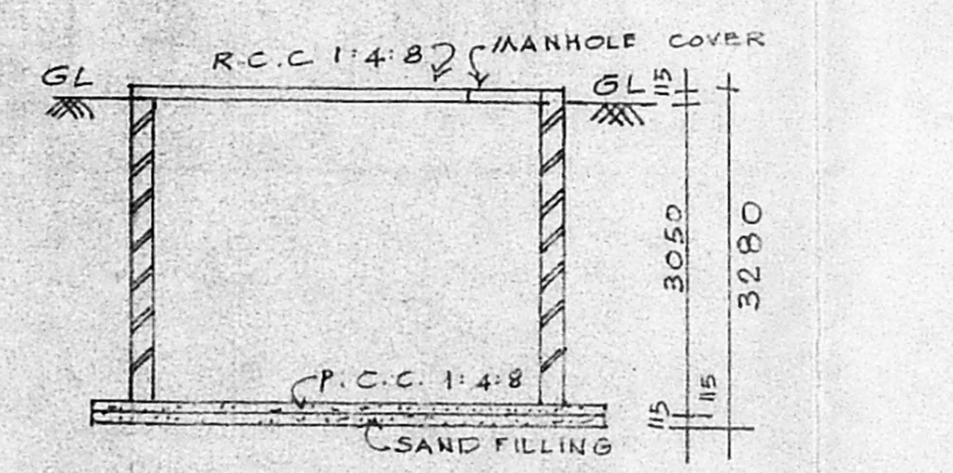 R.C.C 1:4:8 MANHOLE COVER
GL
GL
115
3050
3280
P.C.C. 1:4:8
115
115
SAND FILLING